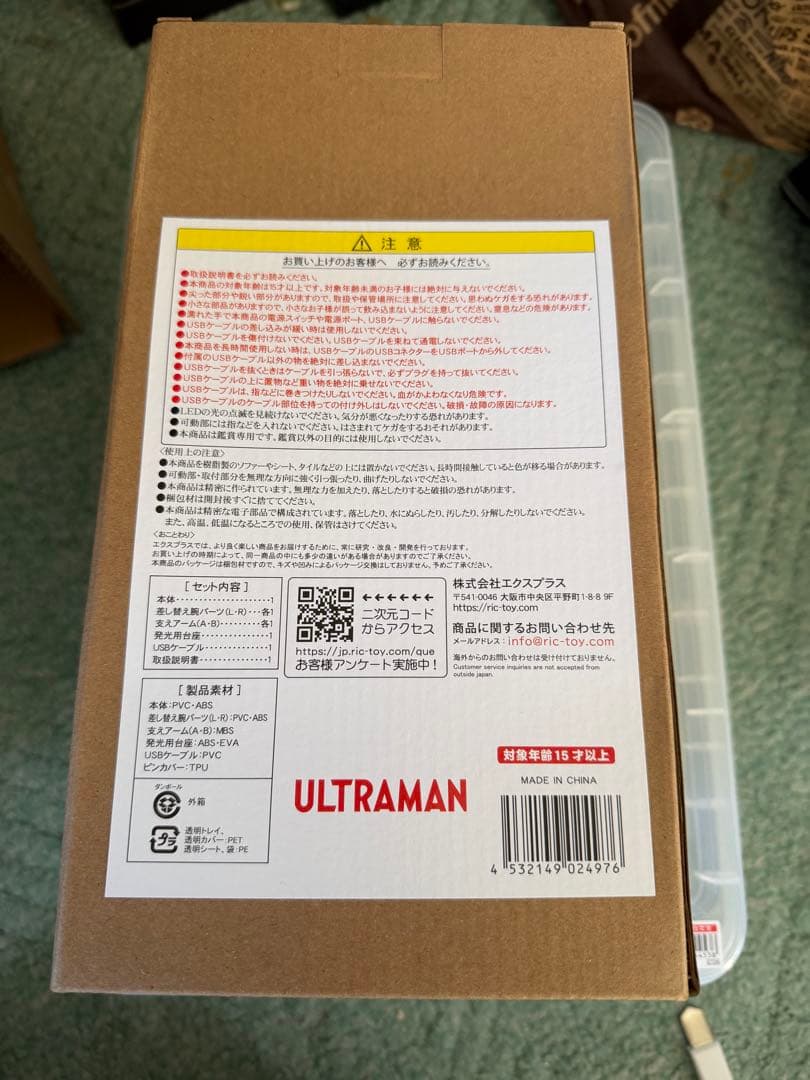 ⚠ 注意
お買い上げのお客様へ 必ずお読みください。
●取扱説明書を必ずお読みください。
●本商品の対象年齢は15才以上です。対象年齢未満のお子様には絶対に与えないでください。
●尖った部分や鋭い部分がありますので、取扱や保管場所に注意してください。思わぬケガをする恐れがあります。
●小さな部品がありますので、小さなお子様が誤って飲み込まないように注意してください。窒息などの危険があります。
●濡れた手で本商品の電源スイッチや電源ポート、USBケーブルに触らないでください。
●USBケーブルの差し込みが緩い時は使用しないでください。
●USBケーブルを傷付けないでください。USBケーブルを束ねて通電しないでください。
●本商品を長時間使用しない時は、USBケーブルのUSBコネクターをUSBポートから外してください。
●付属のUSBケーブル以外の物を絶対に差し込まないでください。
●USBケーブルを抜くときはケーブルを引っ張らないで、必ずプラグを持って抜いてください。
●USBケーブルの上に置物など重い物を絶対に乗せないでください。
●USBケーブルは、指などに巻きつけたりしないでください。血がかよわなくなり危険です。
●USBケーブルのケーブル部位を持っての付け外しはしないでください。破損・故障の原因になります。
●LEDの光の点滅を見続けないでください。気分が悪くなったりする恐れがあります。
●可動部には指などを入れないでください。はさまれてケガをするおそれがあります。
●本商品は鑑賞専用です。鑑賞以外の目的には使用しないでください。
〈使用上の注意〉
●本商品を樹脂製のソファーやシート、タイルなどの上には置かないでください。長時間接触していると色が移る場合があります。
●可動部・取付部分を無理な方向に強く引っ張ったり、曲げたりしないでください。
●本商品は精密に作られています。無理な力を加えたり、落としたりすると破損の恐れがあります。
●梱包材は開封後すぐに捨ててください。
●本商品は精密な電子部品で構成されています。落としたり、水にぬらしたり、汚したり、分解したりしないでください。
また、高温、低温になるところでの使用、保管はさけてください。
〈おことわり〉
エクスプラスでは、より良く楽しい商品をお届けするために、常に研究・改良・開発を行っております。
お買い上げの時期によって、同一商品の中にも多少の違いがある場合がありますのでご了承ください。
本商品のパッケージは梱包材ですので、キズや凹みによるパッケージ交換はしておりません。予めご了承ください。
[セット内容]
本体・・・・・・・・・・・・・・・・・1
差し替え腕パーツ(L・R)・・・各1
支えアーム(A・B)・・・・・・・・各1
発光用台座・・・・・・・・・・・・1
USBケーブル・・・・・・・・・・・1
取扱説明書・・・・・・・・・・・・1
←←←←←←
二次元コード
からアクセス
https://jp.ric-toy.com/que
お客様アンケート実施中!
株式会社エクスプラス
〒541-0046 大阪市中央区平野町1-8-8 9F
https://ric-toy.com
商品に関するお問い合わせ先
メールアドレス：info@ric-toy.com
海外からのお問い合わせは受け付けておりません。
Customer service inquiries are not accepted from
outside japan.
[製品素材]
本体：PVC・ABS
差し替え腕パーツ(L・R)：PVC・ABS
支えアーム(A・B)：MBS
発光用台座：ABS・EVA
USBケーブル：PVC
ピンカバー：TPU
ダンボール
外箱
プラ
透明トレイ、
透明カバー：PET
透明シート、袋：PE
ULTRAMAN
対象年齢15才以上
MADE IN CHINA
4 532149 024976